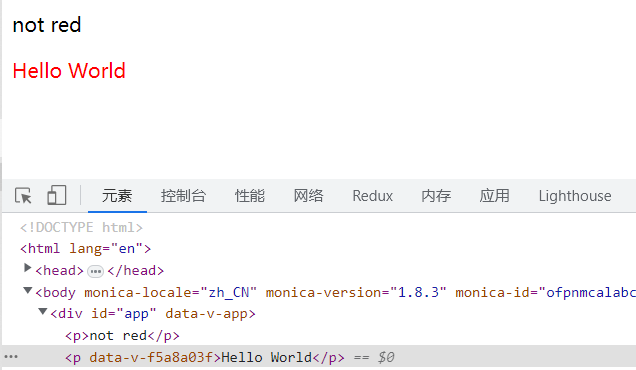 not red
Hello World
元素 控制台 性能 网络 Redux 内存 应用 Lighthouse
<!DOCTYPE html>
<html lang="en">
<head> ••• </head>
<body monica-locale="zh_CN" monica-version="1.8.3" monica-id="ofpnmcalabc
<div id="app" data-v-app>
<p>not red</p>
••• <p data-v-f5a8a03f>Hello World</p> == $0